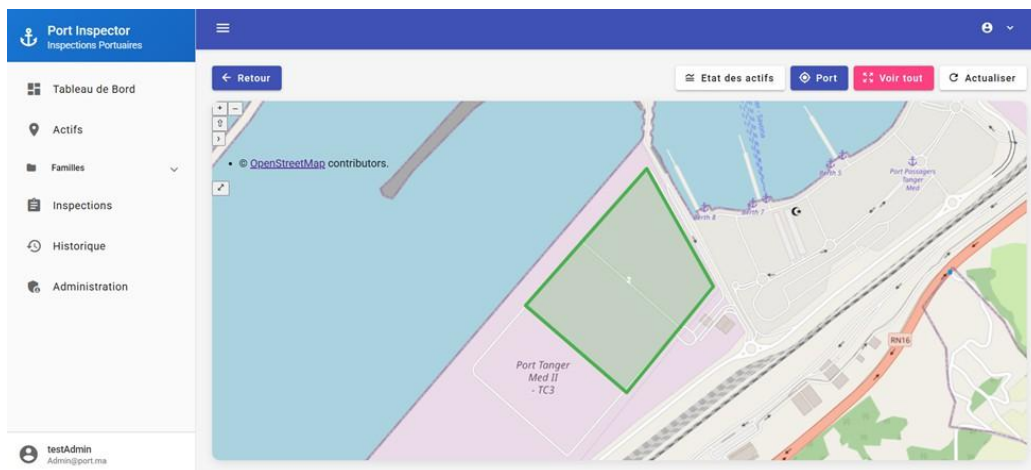 Port Inspector
Inspections Portuaires
Tableau de Bord
Actifs
Familles
Inspections
Historique
Administration
testAdmin
Admin@port.ma
Retour
Etat des actifs
Port
Voir tout
Actualiser
© OpenStreetMap contributors.
Berth 5
Port Passagers
Tanger
Med
Berth 8
Berth 7
RN16
Port Tanger
Med II
- TC3